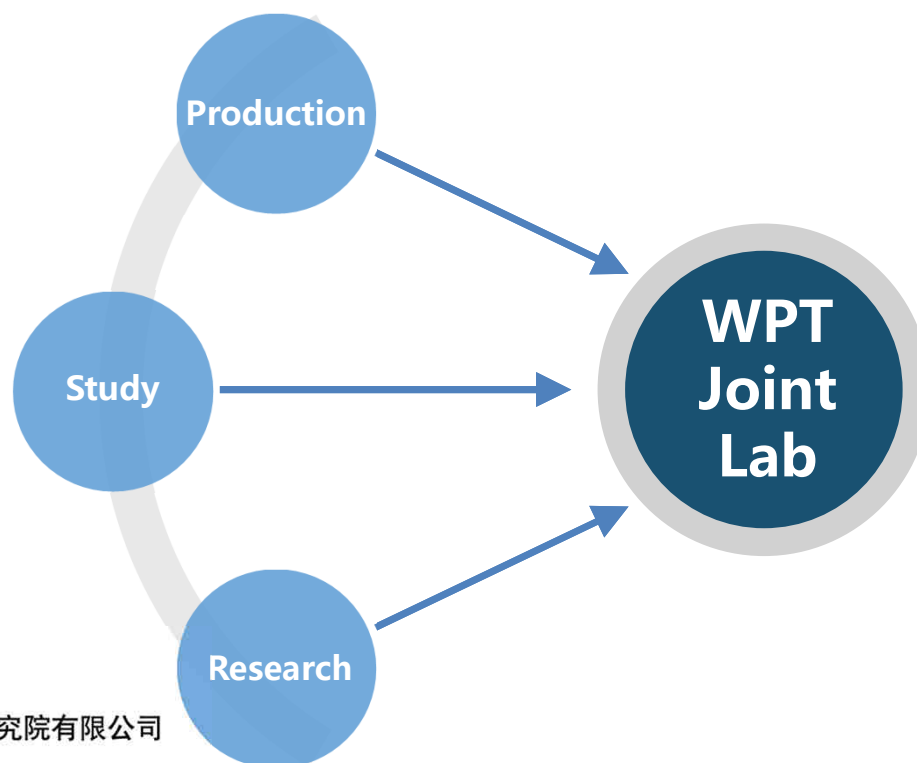 Production
WPT
Joint
Lab
Study
Research
究院有限公司